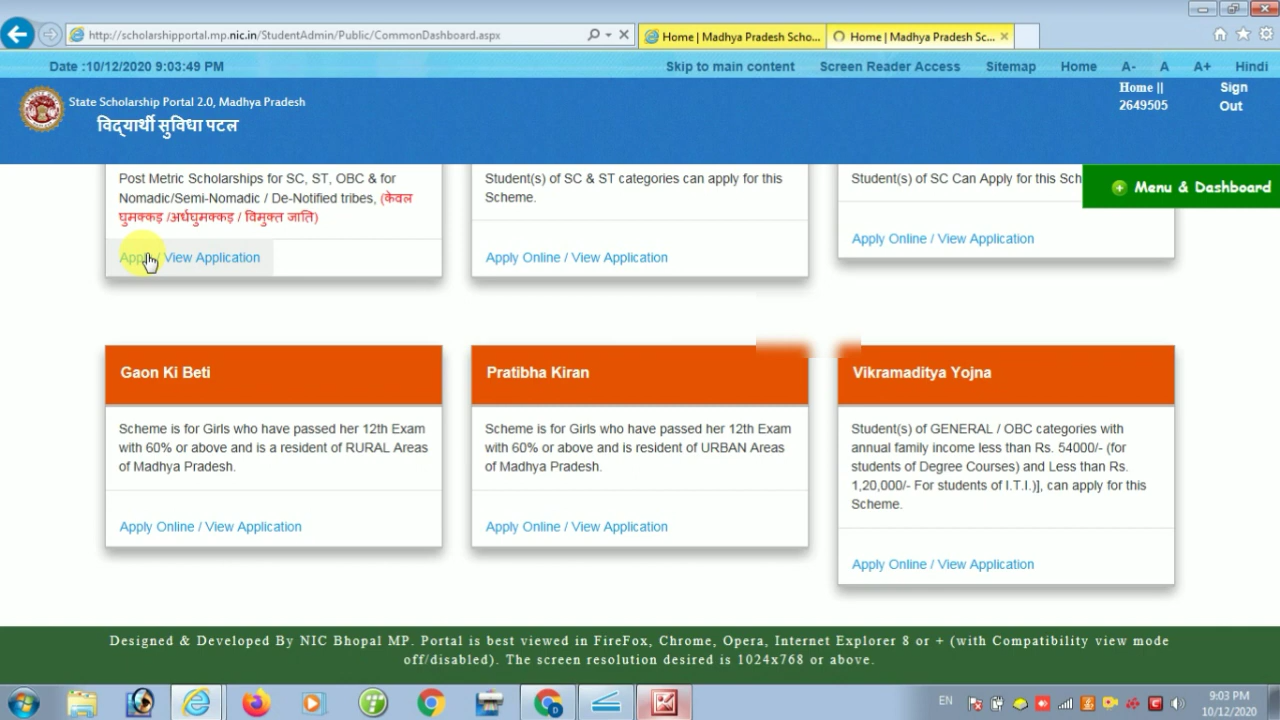 http://scholarshipportal.mp.nic.in/StudentAdmin/Public/CommonDashboard.aspx
Home | Madhya Pradesh Scho...
Home | Madhya Pradesh Sc...
Date :10/12/2020 9:03:49 PM
Skip to main content
Screen Reader Access
Sitemap
Home
A-
A
A+
Hindi
State Scholarship Portal 2.0, Madhya Pradesh
विद्यार्थी सुविधा पटल
Home ||
2649505
Sign
Out
Menu & Dashboard
Post Metric Scholarships for SC, ST, OBC & for
Nomadic/Semi-Nomadic / De-Notified tribes, (केवल
घुमक्कड़ /अर्धघुमक्कड़ / विमुक्त जाति)
Apply / View Application
Student(s) of SC & ST categories can apply for this
Scheme.
Apply Online / View Application
Student(s) of SC Can Apply for this Sch
Apply Online / View Application
Gaon Ki Beti
Scheme is for Girls who have passed her 12th Exam
with 60% or above and is a resident of RURAL Areas
of Madhya Pradesh.
Apply Online / View Application
Pratibha Kiran
Scheme is for Girls who have passed her 12th Exam
with 60% or above and is resident of URBAN Areas
of Madhya Pradesh.
Apply Online / View Application
Vikramaditya Yojna
Student(s) of GENERAL / OBC categories with
annual family income less than Rs. 54000/- (for
students of Degree Courses) and Less than Rs.
1,20,000/- For students of I.T.I.)], can apply for this
Scheme.
Apply Online / View Application
Designed & Developed By NIC Bhopal MP. Portal is best viewed in FireFox, Chrome, Opera, Internet Explorer 8 or + (with Compatibility view mode
off/disabled). The screen resolution desired is 1024x768 or above.
EN
9:03 PM
10/12/2020